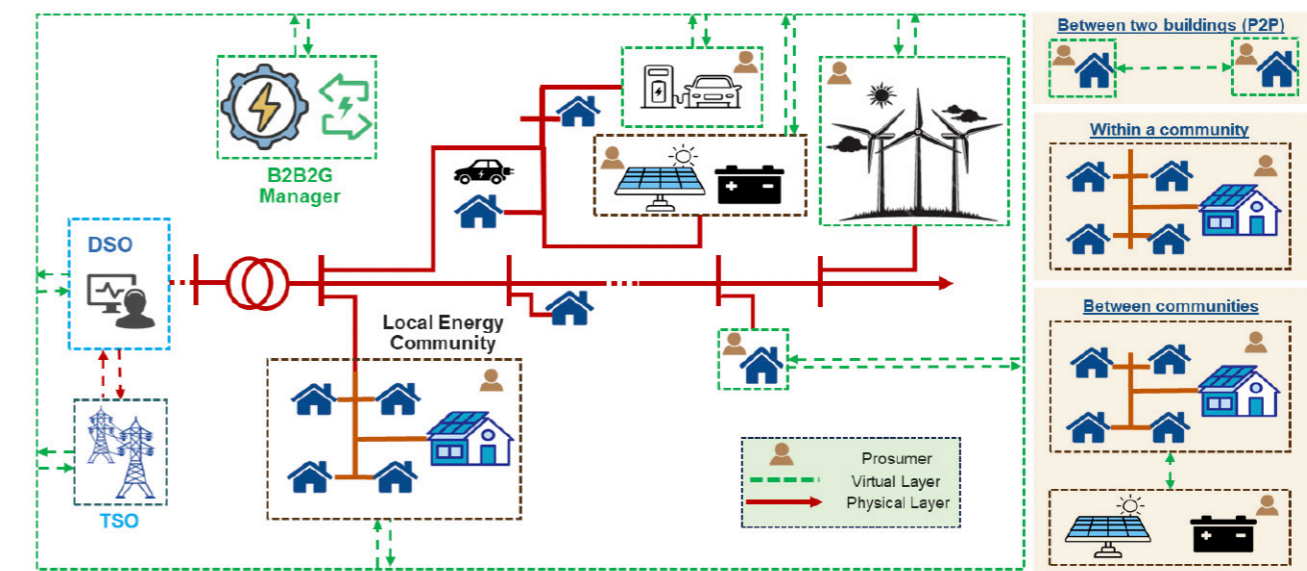 B2B2G
Manager
DSO
TSO
Local Energy
Community
Prosumer
Virtual Layer
Physical Layer
Between two buildings (P2P)
Within a community
Between communities